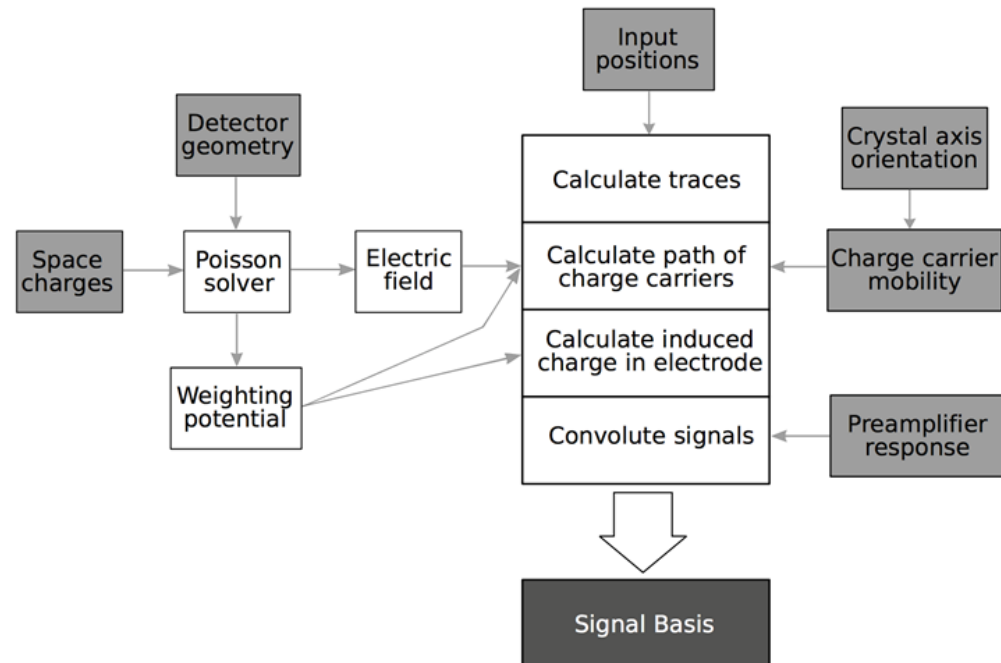 Input
positions
Detector
geometry
Crystal axis
orientation
Calculate traces
Space
charges
Poisson
solver
Electric
field
Calculate path of
charge carriers
Charge carrier
mobility
Calculate induced
charge in electrode
Weighting
potential
Convolute signals
Preamplifier
response
Signal Basis